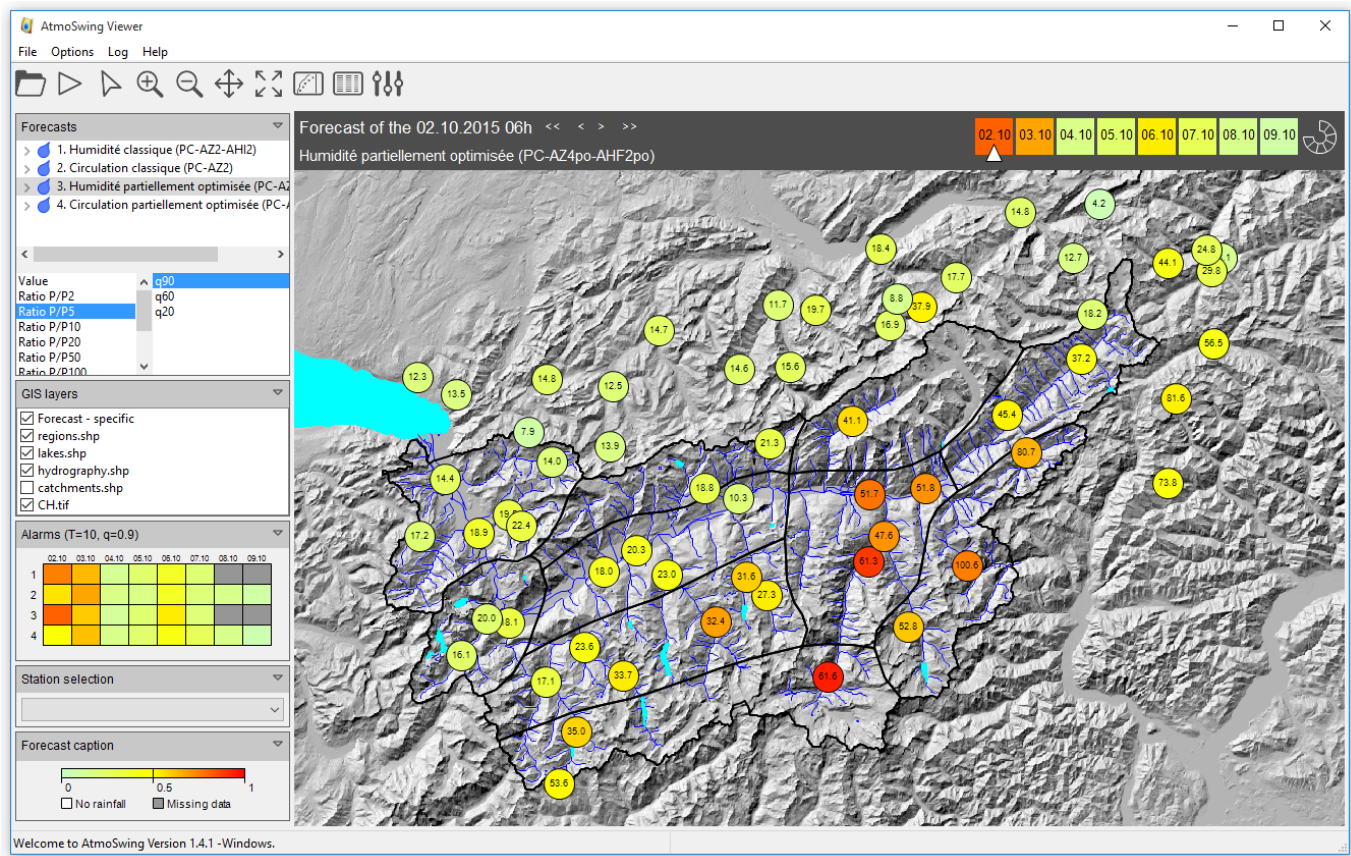 AtmoSwing Viewer
File Options Log Help
Forecasts
1. Humidité classique (PC-AZ2-AHI2)
2. Circulation classique (PC-AZ2)
3. Humidité partiellement optimisée (PC-AZ
4. Circulation partiellement optimisée (PC-
Value
Ratio P/P2
Ratio P/P5
Ratio P/P10
Ratio P/P20
Ratio P/P50
Ratio P/P100
q90
q60
q20
GIS layers
Forecast - specific
regions.shp
lakes.shp
hydrography.shp
catchments.shp
CH.tif
Alarms (T=10, q=0.9)
02.10 03.10 04.10 05.10 06.10 07.10 08.10 09.10
1
2
3
4
Station selection
Forecast caption
0 0.5 1
No rainfall Missing data
Forecast of the 02.10.2015 06h << < > >>
Humidité partiellement optimisée (PC-AZ4po-AHF2po)
02.10 03.10 04.10 05.10 06.10 07.10 08.10 09.10
4.2
14.8
18.4
24.8
12.7
44.1
29.8
17.7
8.8
37.9
11.7
19.7
18.2
16.9
14.7
56.5
37.2
14.6
15.6
12.3
14.8
12.5
13.5
81.6
45.4
41.1
7.9
21.3
13.9
80.7
14.0
14.4
73.8
18.8
51.8
51.7
10.3
22.4
18.9
17.2
47.6
20.3
61.3
100.6
18.0
23.0
31.6
27.3
20.0
32.4
52.8
23.6
16.1
33.7
61.6
17.1
35.0
53.6
Welcome to AtmoSwing Version 1.4.1 -Windows.